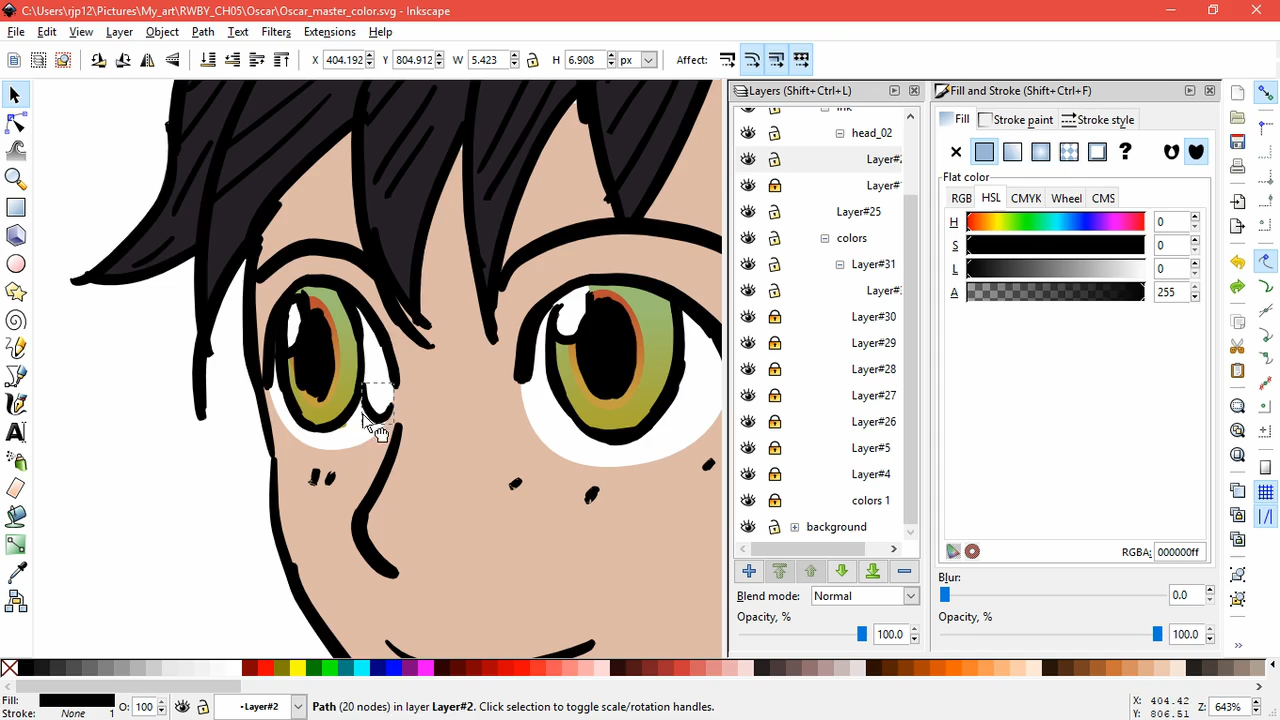 C:\Users\rjp12\Pictures\My_art\RWBY_CH05\Oscar\Oscar_master_color.svg - Inkscape
File Edit View Layer Object Path Text Filters Extensions Help
X 404.192 Y 804.912 W 5.423 H 6.908 px Affect:
Layers (Shift+Ctrl+L)
head_02
Layer#25
colors
Layer#31
Layer#30
Layer#29
Layer#28
Layer#27
Layer#26
Layer#5
Layer#4
colors 1
background
Blend mode: Normal
Opacity, %
100.0
Fill and Stroke (Shift+Ctrl+F)
Fill Stroke paint Stroke style
Flat color
RGB HSL CMYK Wheel CMS
H 0
S 0
L 0
A 255
RGBA: 000000ff
Blur:
0.0
Opacity, %
100.0
Fill:
Stroke: None 1
O: 100
•Layer#2
Path (20 nodes) in layer Layer#2. Click selection to toggle scale/rotation handles.
X: 404.42
Y: 806.51
Z: 643%